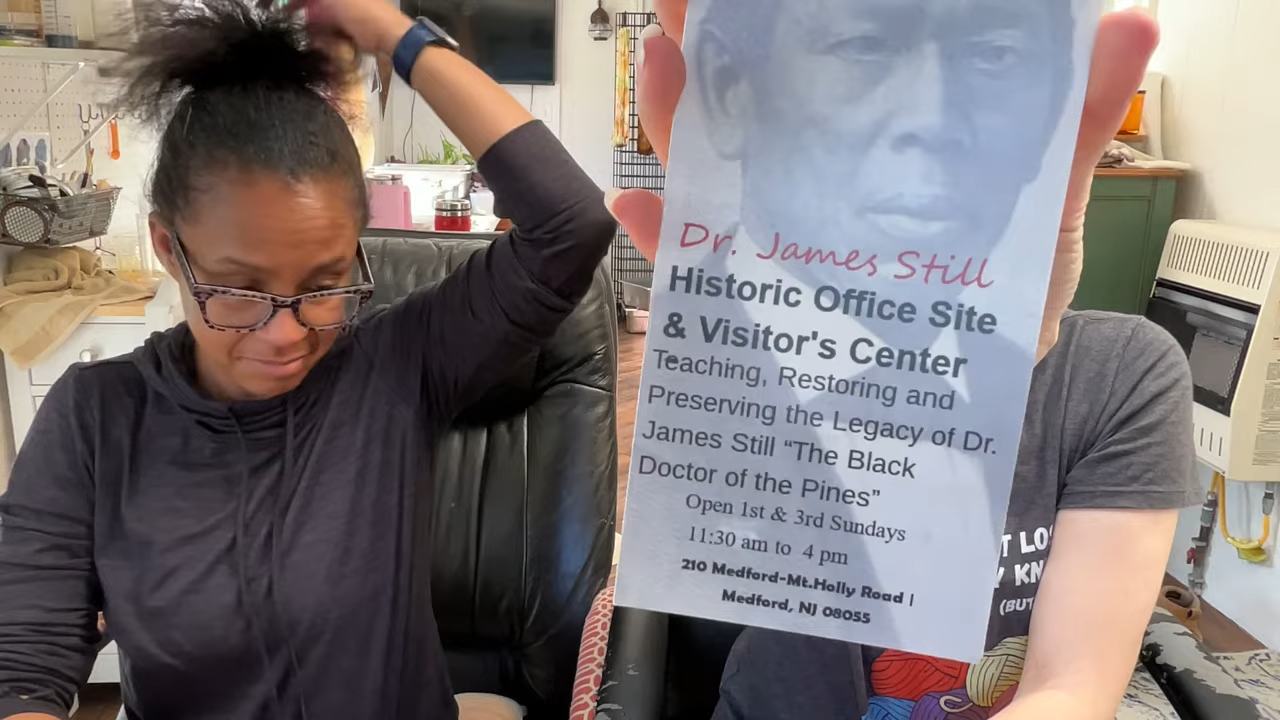 Dr. James Still
Historic Office Site
& Visitor's Center
Teaching, Restoring and
Preserving the Legacy of Dr.
James Still “The Black
Doctor of the Pines”
Open 1st & 3rd Sundays
11:30 am to 4 pm
210 Medford-Mt.Holly Road |
Medford, NJ 08055
(BUT